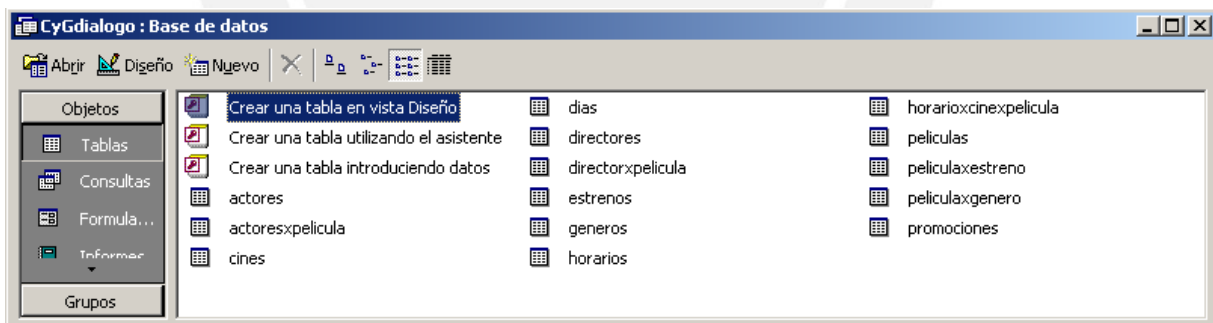 CyGdialogo : Base de datos
Abrir Diseño Nuevo
Objetos
Tablas
Consultas
Formula...
Informes
Grupos
Crear una tabla en vista Diseño
Crear una tabla utilizando el asistente
Crear una tabla introduciendo datos
actores
actoresxpelicula
cines
dias
directores
directorxpelicula
estrenos
generos
horarios
horarioxcinexpelicula
peliculas
peliculaxestreno
peliculaxgenero
promociones